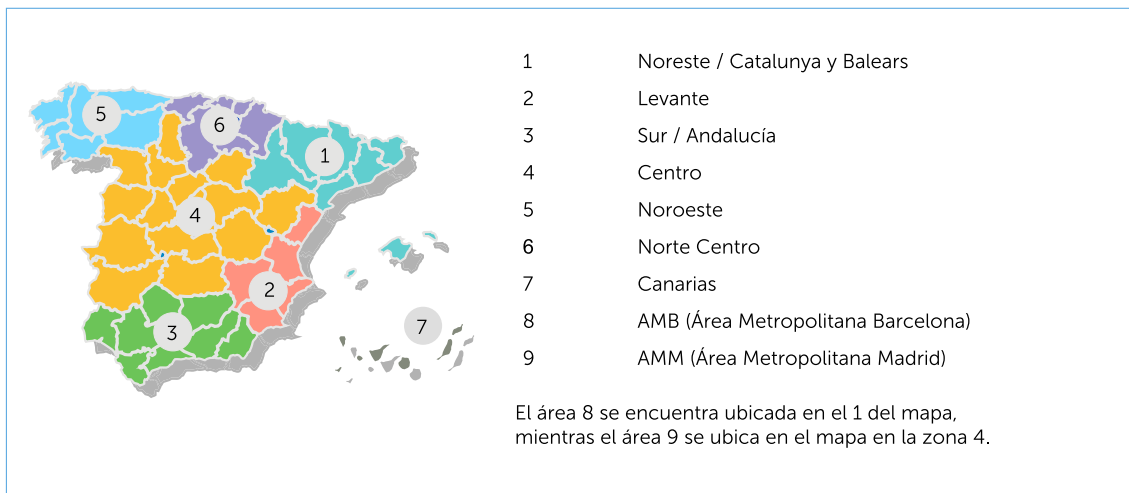 1 Noreste / Catalunya y Balears
2 Levante
3 Sur / Andalucía
4 Centro
5 Noroeste
6 Norte Centro
7 Canarias
8 AMB (Área Metropolitana Barcelona)
9 AMM (Área Metropolitana Madrid)
El área 8 se encuentra ubicada en el 1 del mapa,
mientras el área 9 se ubica en el mapa en la zona 4.
5
6
1
4
2
3
7